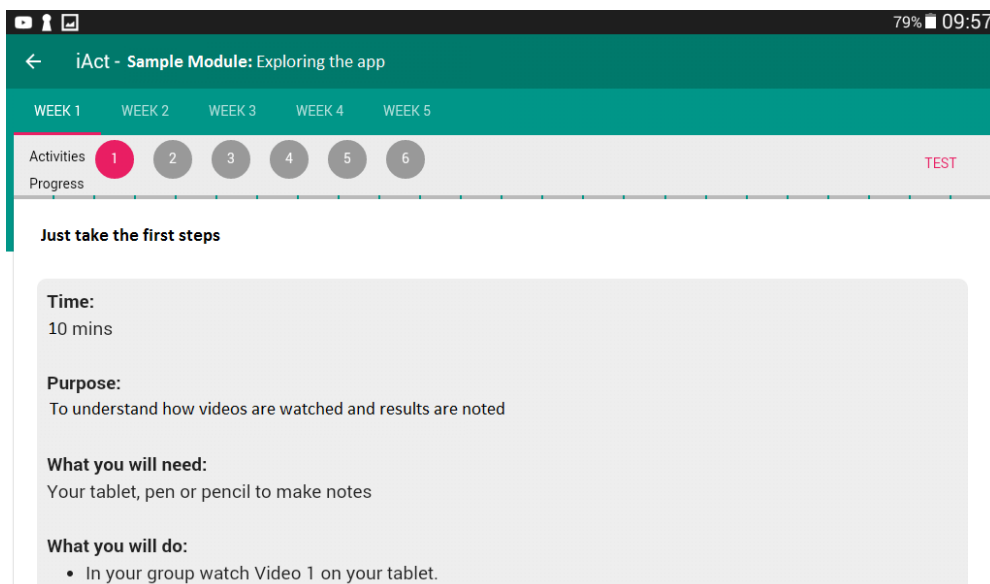 79% 09:57
iAct - Sample Module: Exploring the app
WEEK 1 WEEK 2 WEEK 3 WEEK 4 WEEK 5
Activities 1 2 3 4 5 6 TEST
Progress
Just take the first steps
Time:
10 mins
Purpose:
To understand how videos are watched and results are noted
What you will need:
Your tablet, pen or pencil to make notes
What you will do:
• In your group watch Video 1 on your tablet.